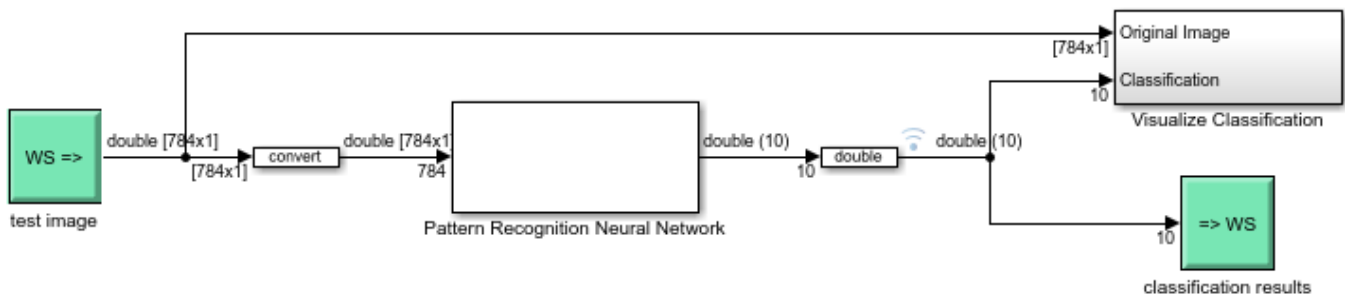 Original Image
[784x1]
Classification
10
Visualize Classification
WS =>
test image
double [784x1]
[784x1]
convert
double [784x1]
784
Pattern Recognition Neural Network
double (10)
10
double
double (10)
10
=> WS
classification results